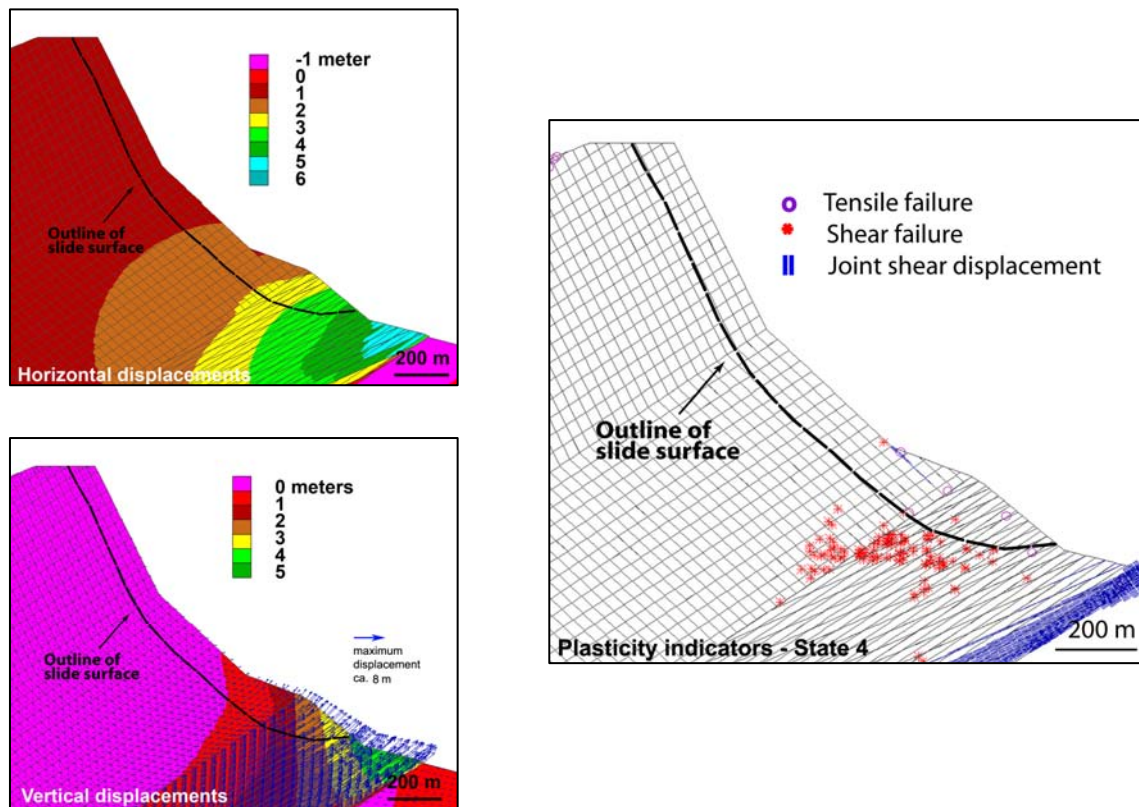 -1 meter
0
1
2
3
4
5
6
Outline of
slide surface
200 m
Horizontal displacements
0 meters
1
2
3
4
5
maximum
displacement
ca. 8 m
Outline of
slide surface
200 m
Vertical displacements
Tensile failure
Shear failure
Joint shear displacement
Outline of
slide surface
200 m
Plasticity indicators - State 4